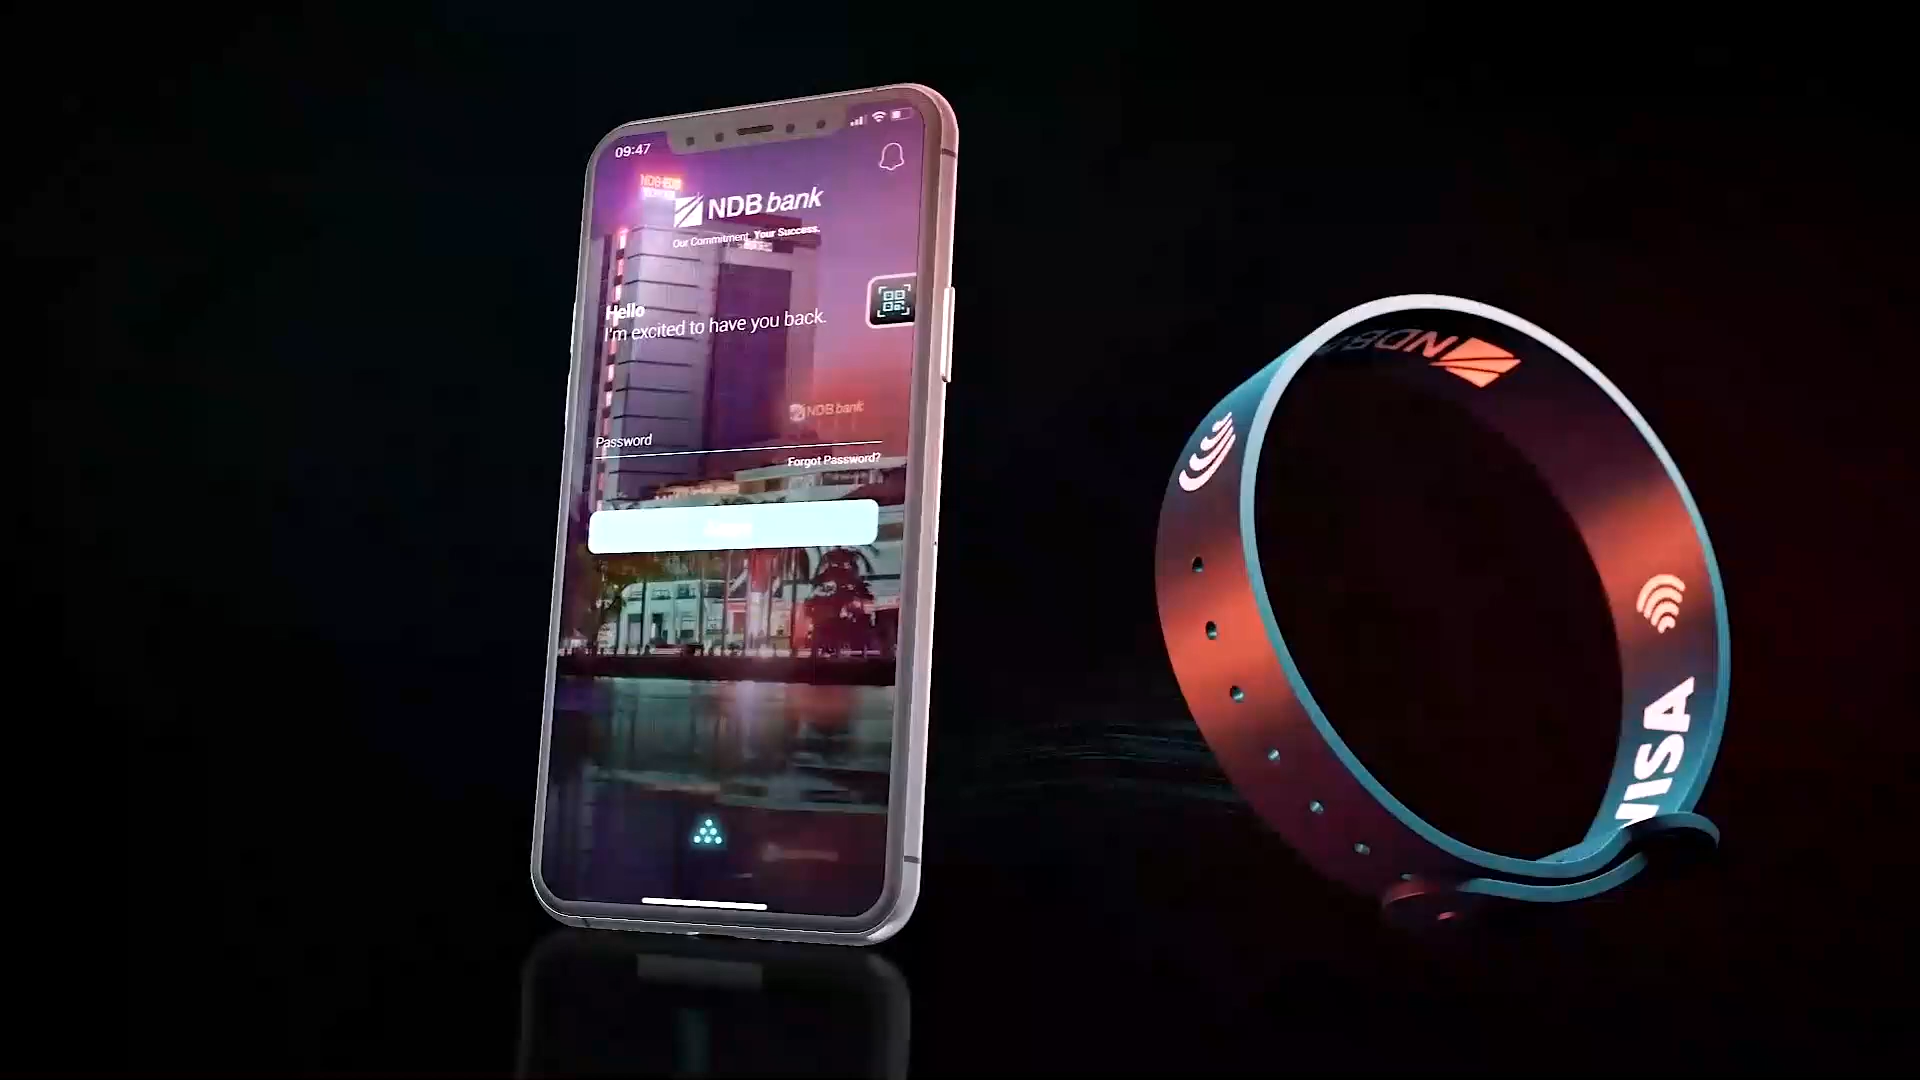 09:47
NDB bank
Our Commitment. Your Success.
Hello
I'm excited to have you back.
NDB bank
Password
Forgot Password?
NDB
VISA